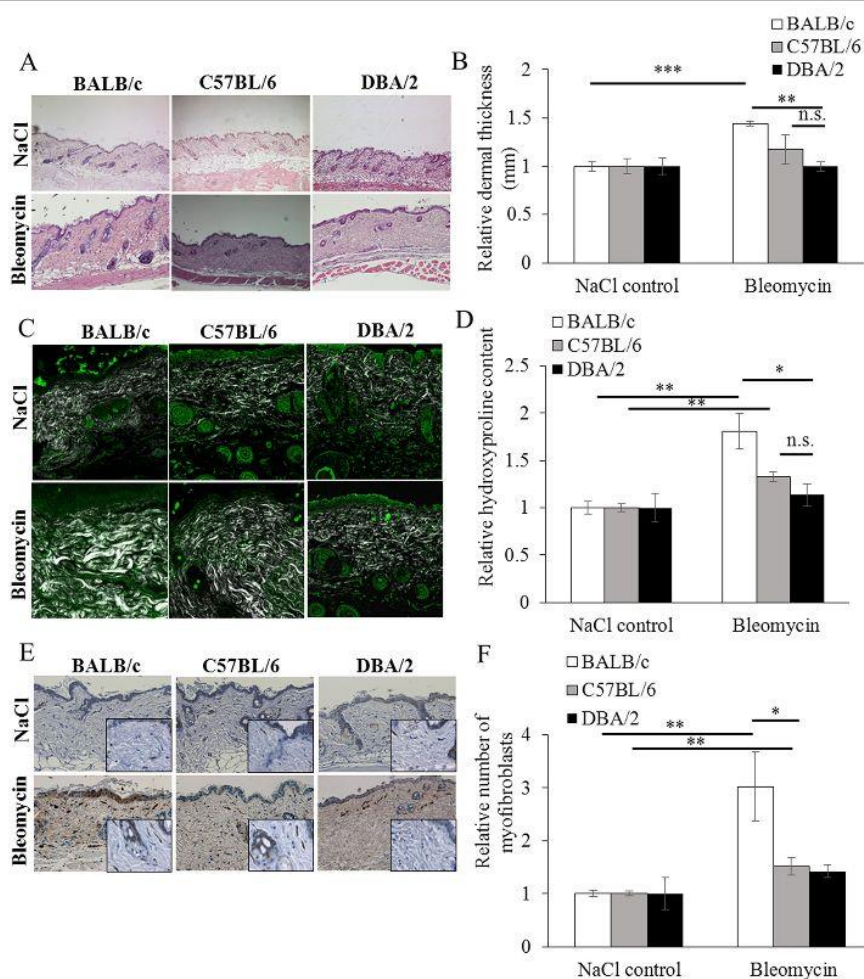 A
BALB/c C57BL/6 DBA/2
NaCl
Bleomycin
B
BALB/c
C57BL/6
DBA/2
Relative dermal thickness
(mm)
2
1.5
1
0.5
0
***
**
n.s.
NaCl control Bleomycin
C
BALB/c C57BL/6 DBA/2
NaCl
Bleomycin
D
BALB/c
C57BL/6
DBA/2
Relative hydroxyproline content
2.5
2
1.5
1
0.5
0
**
*
**
n.s.
NaCl control Bleomycin
E
BALB/c C57BL/6 DBA/2
NaCl
Bleomycin
F
BALB/c
C57BL/6
DBA/2
Relative number of
myofibroblasts
4
3
2
1
0
**
*
**
NaCl control Bleomycin